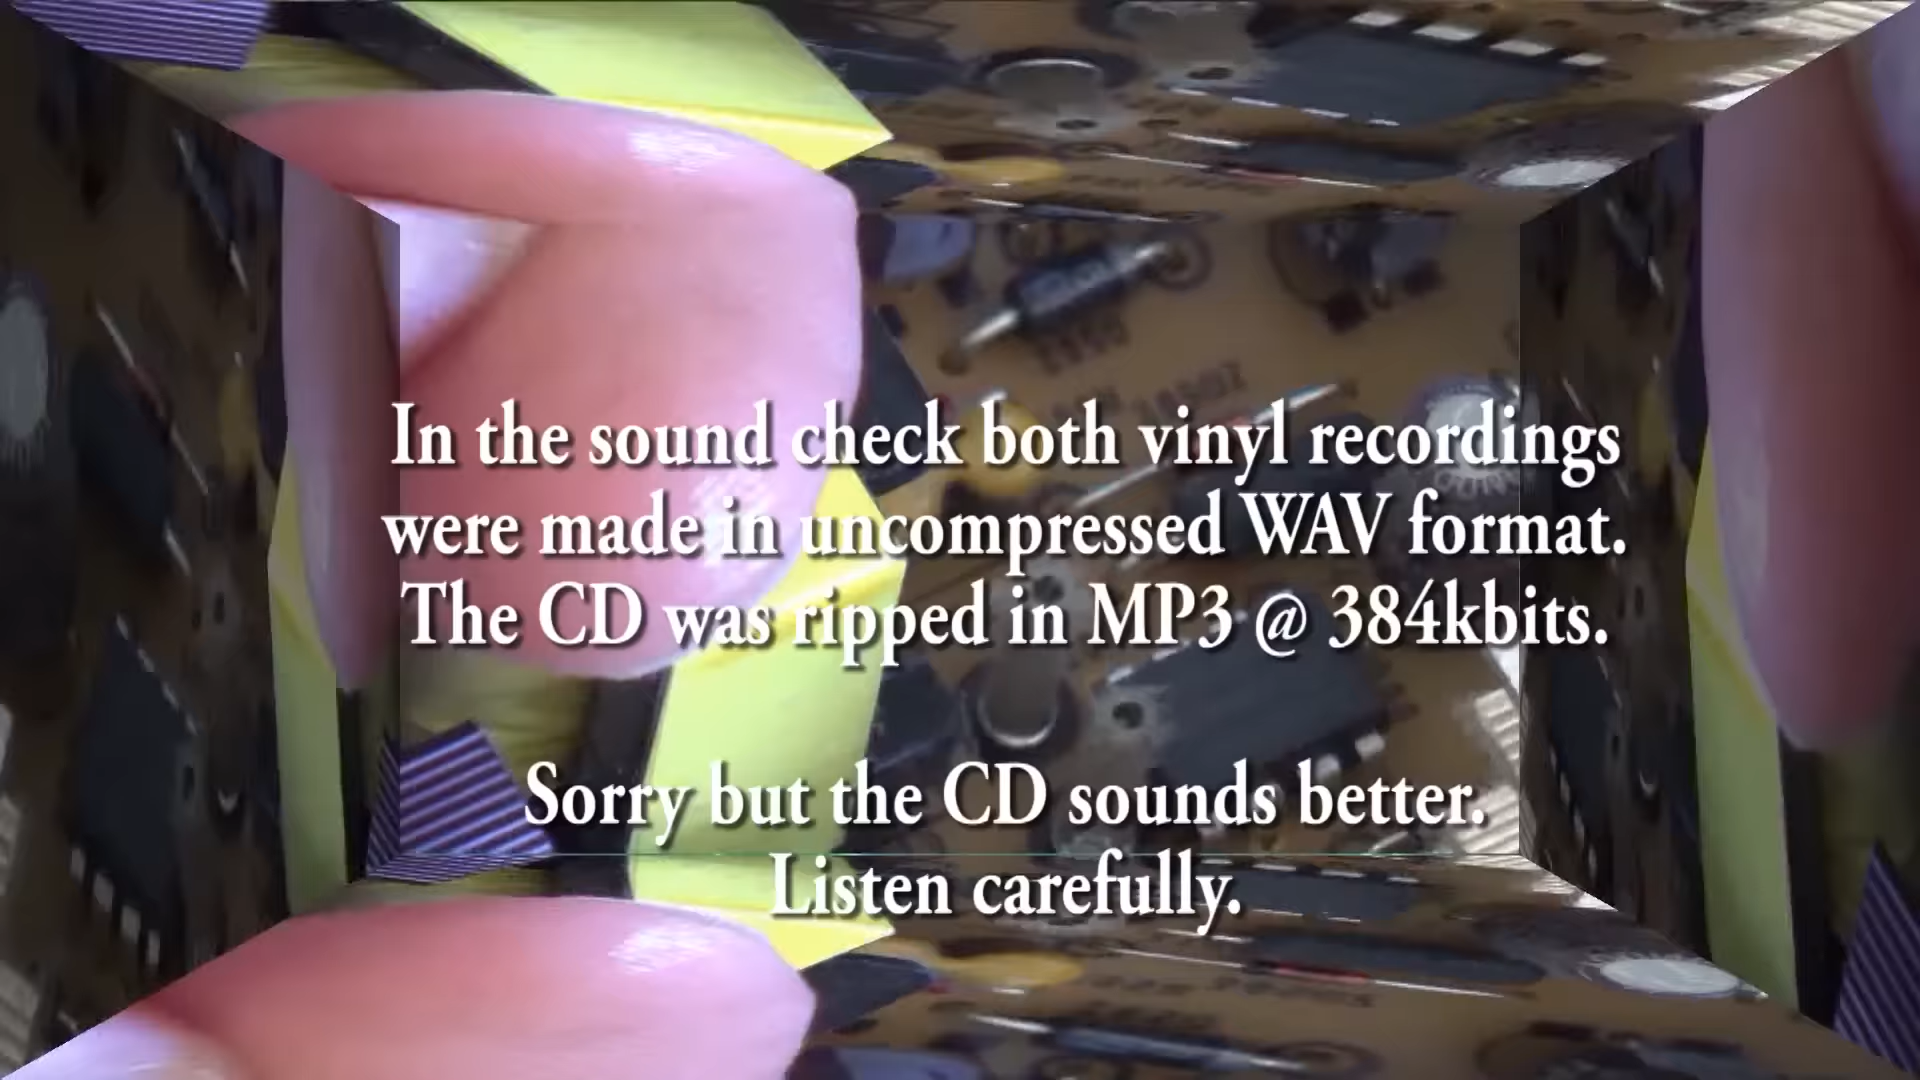 In the sound check both vinyl recordings
were made in uncompressed WAV format.
The CD was ripped in MP3 @ 384kbits.
Sorry but the CD sounds better.
Listen carefully.